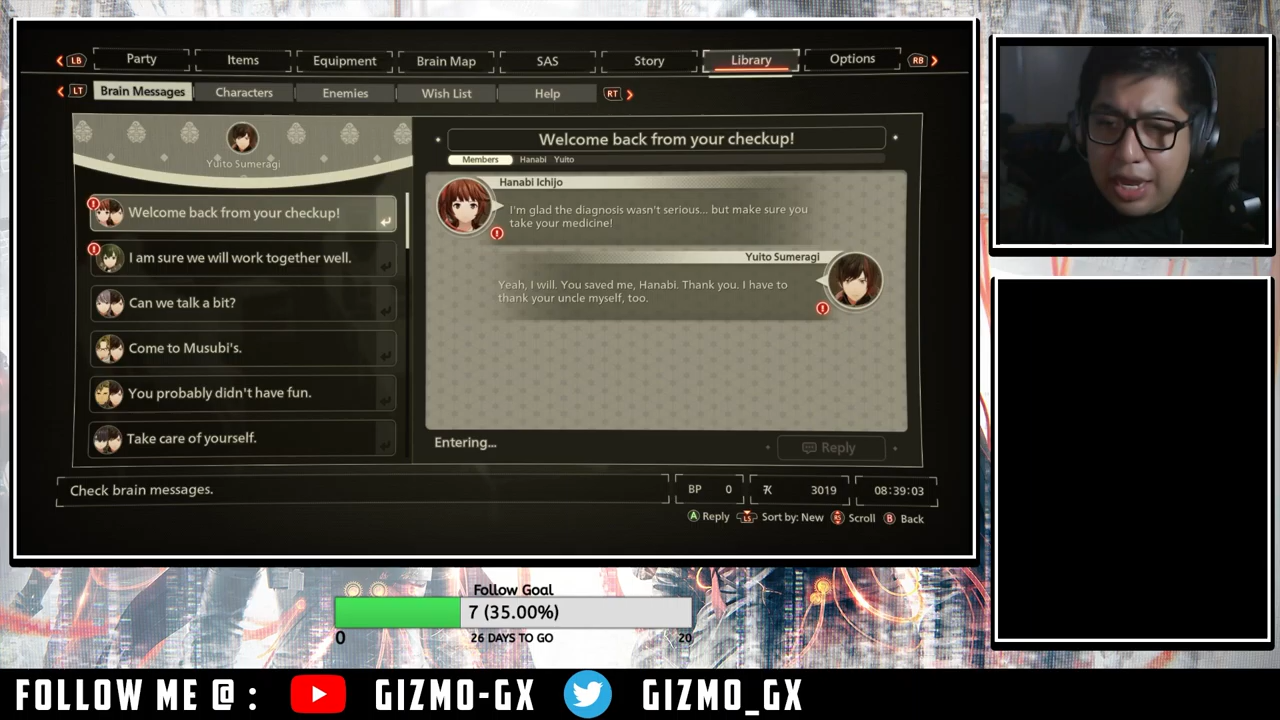 LB Party Items Equipment Brain Map SAS Story Library Options RB
LT Brain Messages Characters Enemies Wish List Help RT
Yuito Sumeragi
Welcome back from your checkup!
I am sure we will work together well.
Can we talk a bit?
Come to Musubi's.
You probably didn't have fun.
Take care of yourself.
Welcome back from your checkup!
Members Hanabi Yuito
Hanabi Ichijo
I'm glad the diagnosis wasn't serious... but make sure you
take your medicine!
Yuito Sumeragi
Yeah, I will. You saved me, Hanabi. Thank you. I have to
thank your uncle myself, too.
Entering...
Reply
Check brain messages.
BP 0
3019
08:39:03
A Reply LS Sort by: New RS Scroll B Back
Follow Goal
7 (35.00%)
0 26 DAYS TO GO 20
FOLLOW ME @ : GIZMO-GX GIZMO_GX